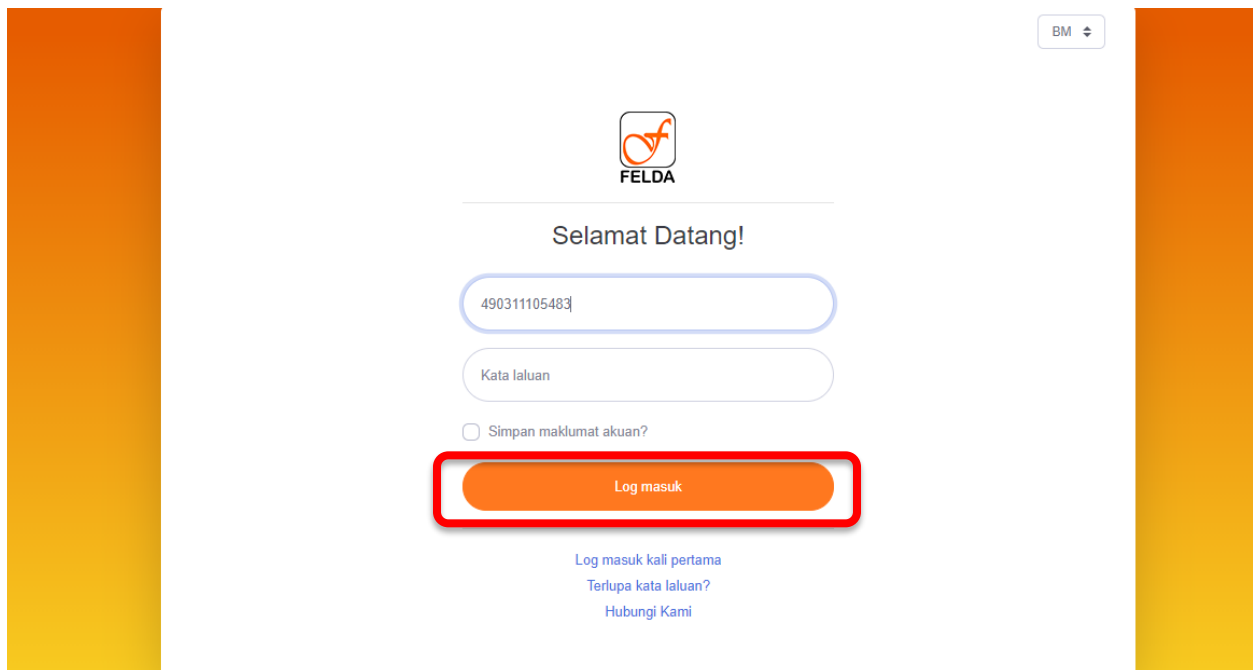 BM
FELDA
Selamat Datang!
490311105483
Kata laluan
Simpan maklumat akuan?
Log masuk
Log masuk kali pertama
Terlupa kata laluan?
Hubungi Kami